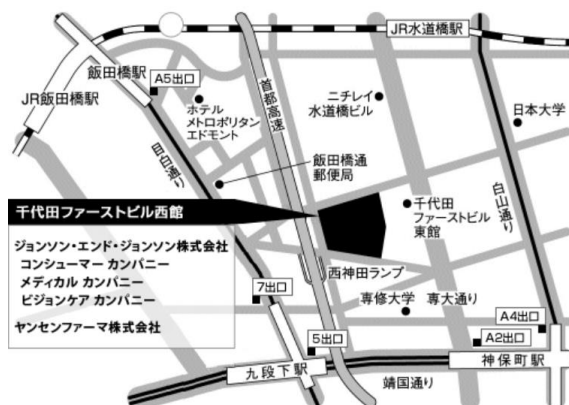 JR水道橋駅
飯田橋駅
JR飯田橋駅
A5出口
ホテル
メトロポリタン
エドモント
首都高速
ニチレイ
水道橋ビル
日本大学
目白通り
飯田橋通
郵便局
白山通り
千代田ファーストビル西館
千代田
ファーストビル
東館
ジョンソン・エンド・ジョンソン株式会社
コンシューマー カンパニー
メディカル カンパニー
ビジョンケア カンパニー
ヤンセンファーマ株式会社
西神田ランプ
7出口
専修大学
専大通り
A4出口
5出口
A2出口
九段下駅
神保町駅
靖国通り